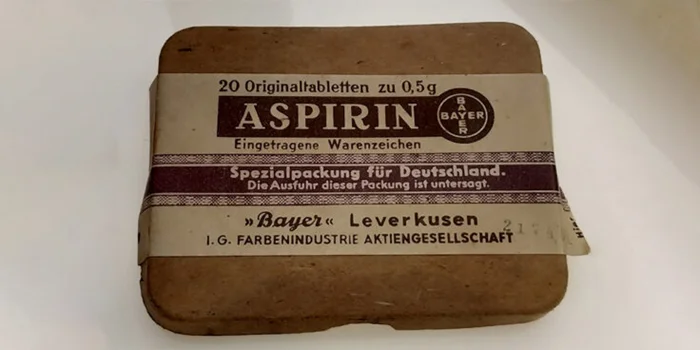 20 Originaltabletten zu 0,5g
ASPIRIN
BAYER
BAYER
Eingetragene Warenzeichen
Spezialpackung für Deutschland.
Die Ausfuhr dieser Packung ist untersagt.
»Bayer« Leverkusen
I.G. FARBENINDUSTRIE AKTIENGESELLSCHAFT